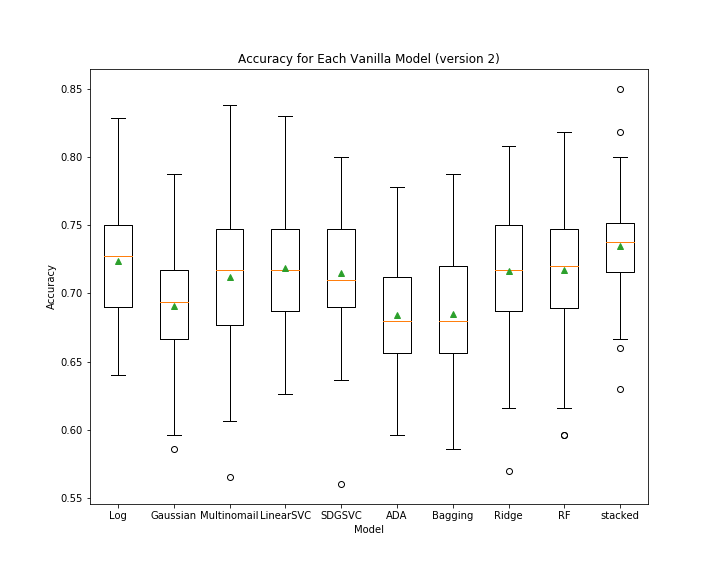 Accuracy for Each Vanilla Model (version 2)
0.85
0.80
0.75
0.70
0.65
0.60
0.55
Accuracy
Log Gaussian Multinomail LinearSVC SDGSVC ADA Bagging Ridge RF stacked
Model